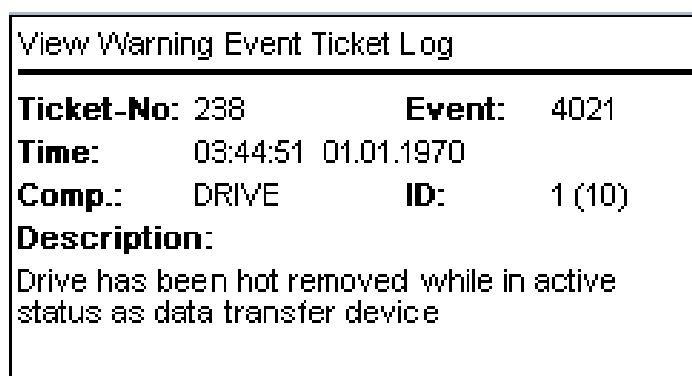 View Warning Event Ticket Log
Ticket-No: 238 Event: 4021
Time: 03:44:51 01.01.1970
Comp.: DRIVE ID: 1 (10)
Description:
Drive has been hot removed while in active
status as data transfer device